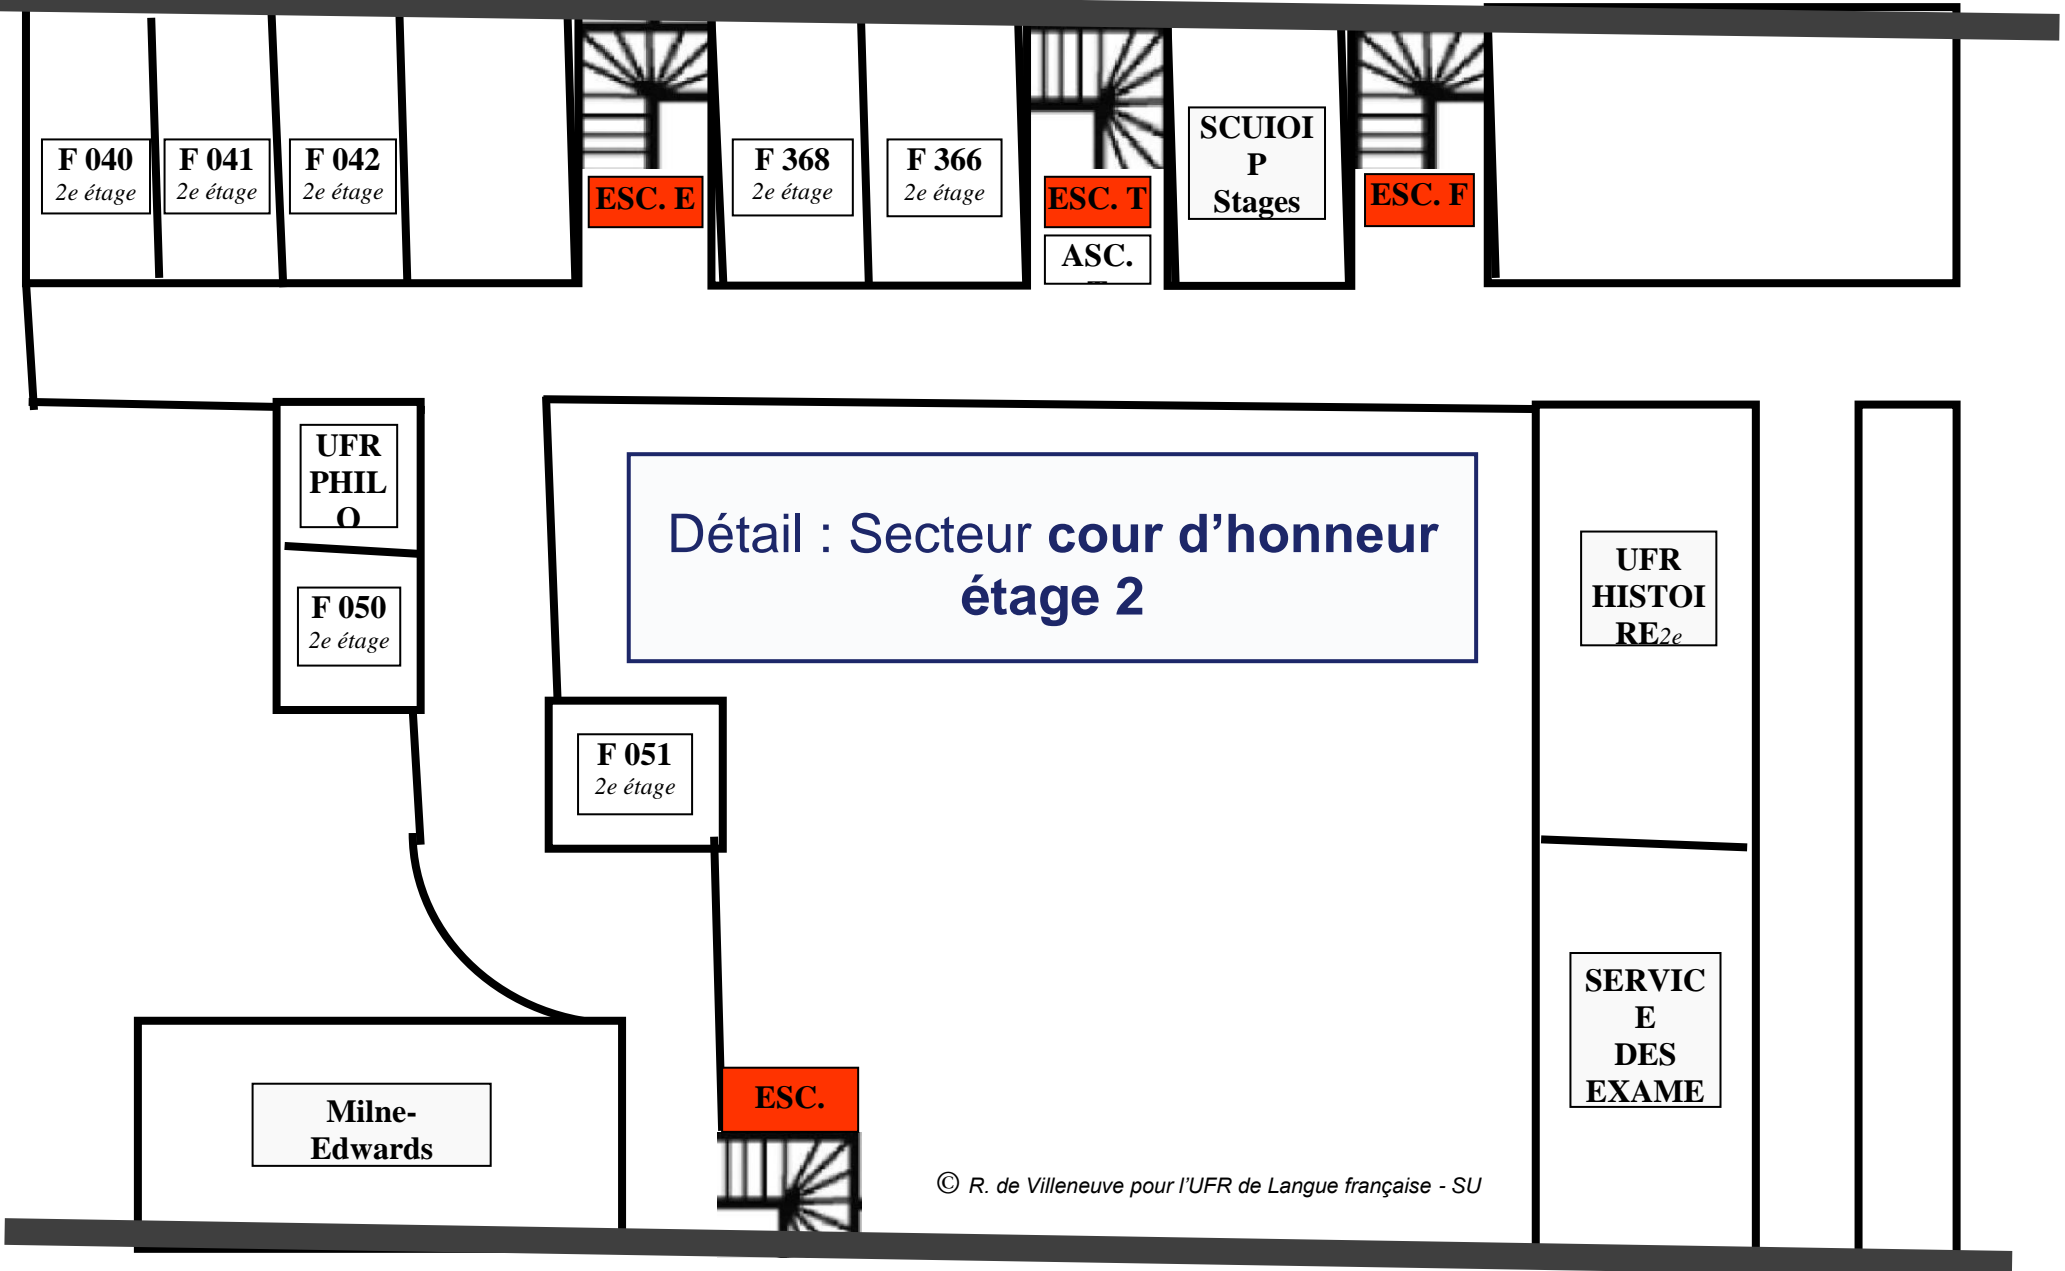 F 040
2e étage
F 041
2e étage
F 042
2e étage
ESC. E
F 368
2e étage
F 366
2e étage
ESC. T
ASC.
SCUIOI
P
Stages
ESC. F
UFR
PHIL
O
F 050
2e étage
Détail : Secteur cour d’honneur
étage 2
UFR
HISTOI
RE2e
F 051
2e étage
SERVIC
E
DES
EXAME
Milne-
Edwards
ESC.
© R. de Villeneuve pour l’UFR de Langue française - SU